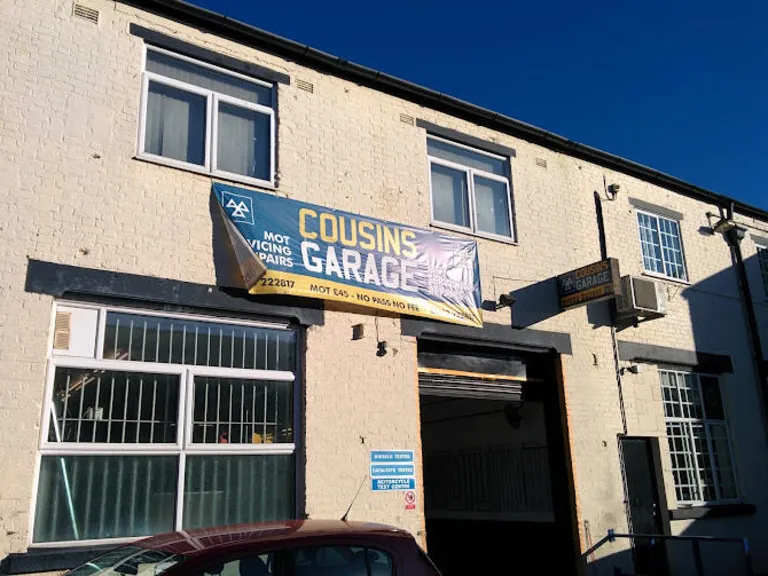 MOT
VICING
PAIRS
COUSINS
GARAGE
222817
MOT £45 - NO PASS NO FEE
COUSINS
GARAGE
DIESELS TESTED
CATALYSTS TESTED
MOTORCYCLE
TEST CENTRE